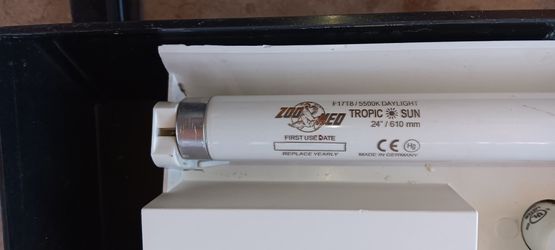 F17T8 / 5500K DAYLIGHT
ZOO MED
TROPIC SUN
24" / 610 mm
FIRST USE DATE
REPLACE YEARLY
CE Hg
MADE IN GERMANY